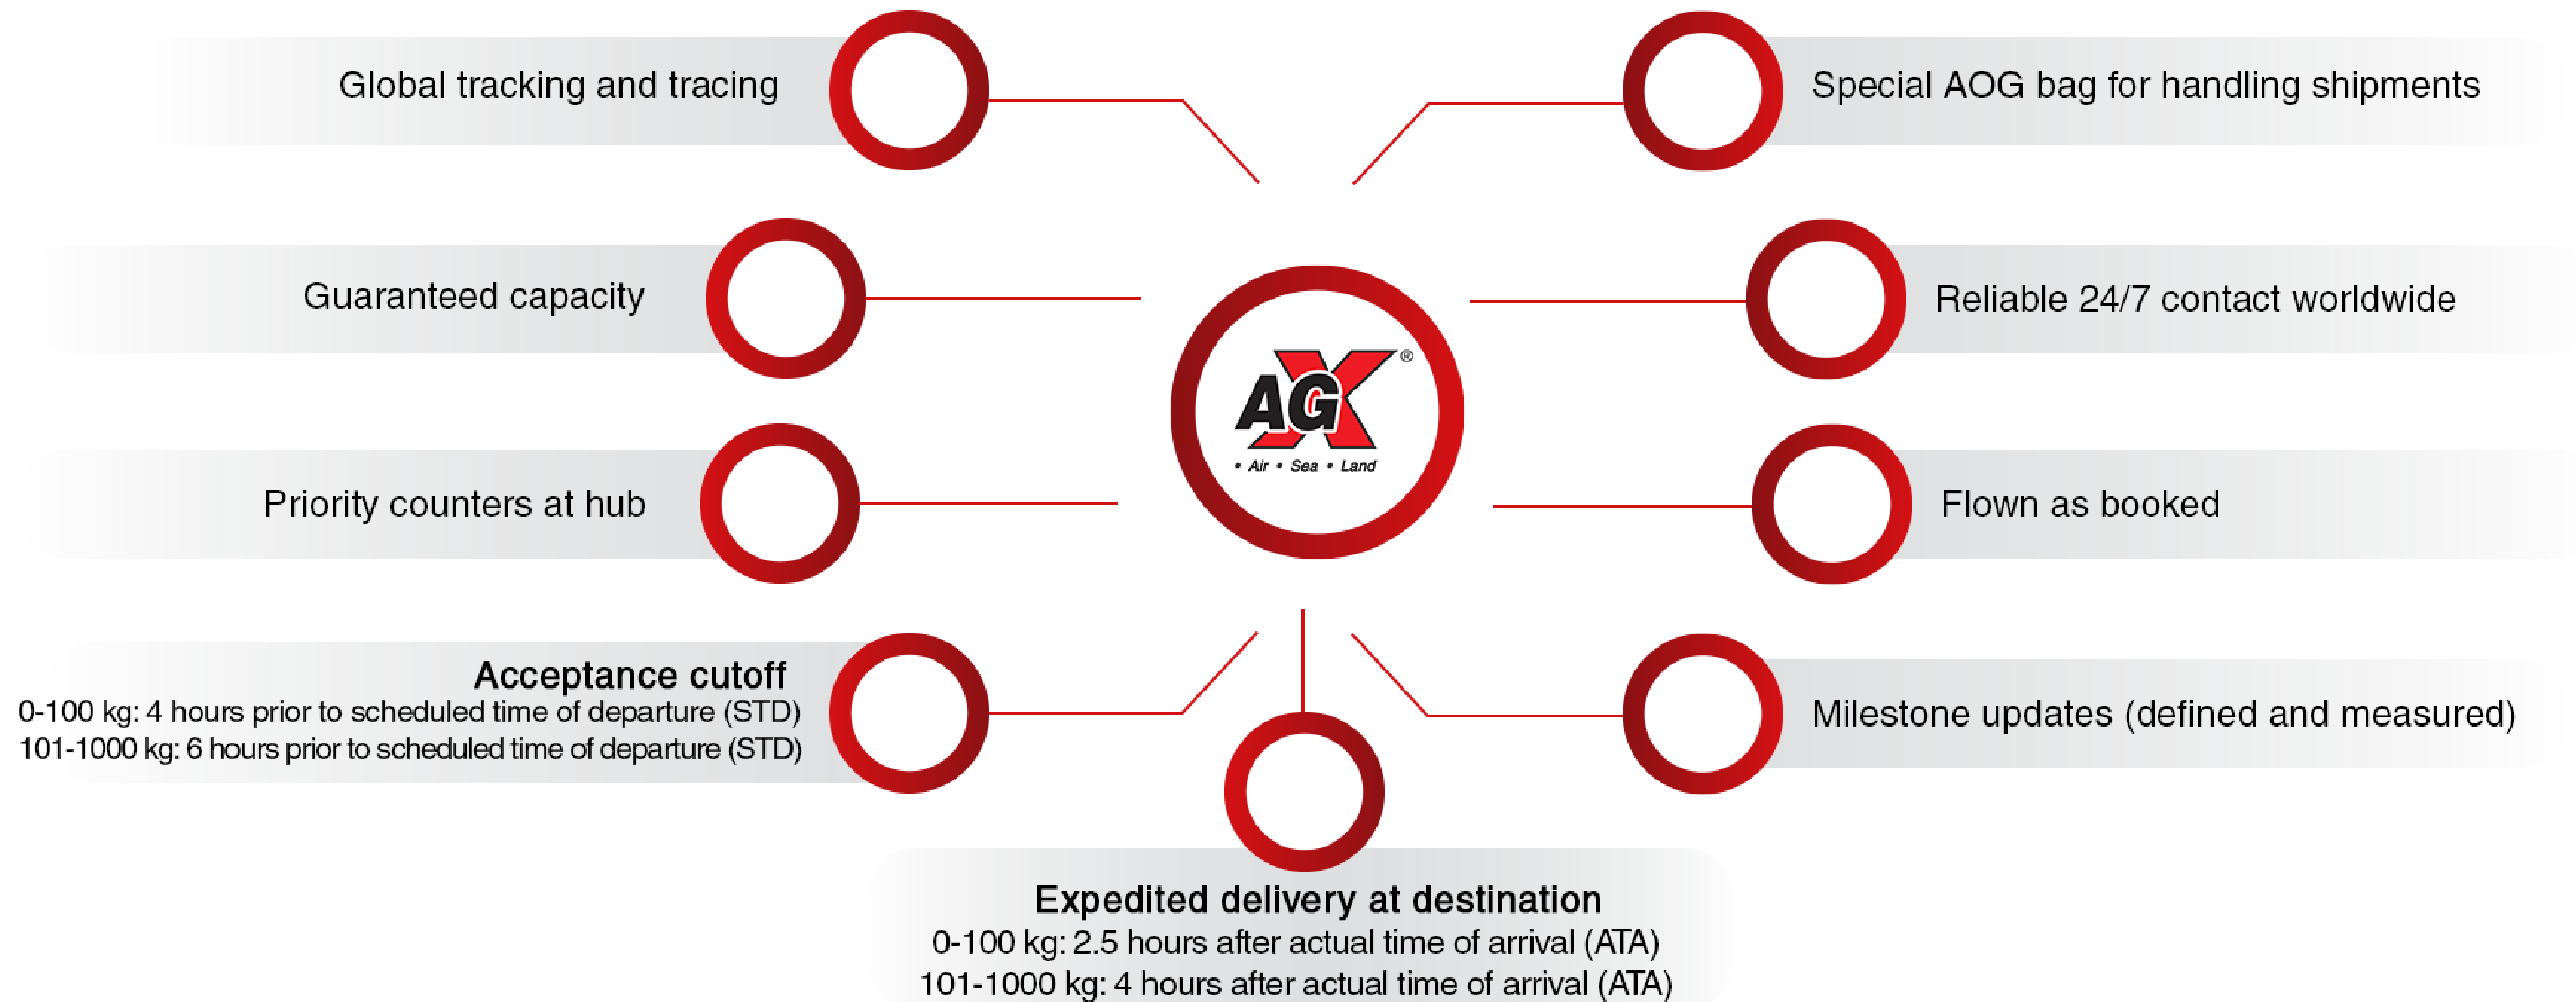 Global tracking and tracing
Special AOG bag for handling shipments
Guaranteed capacity
Reliable 24/7 contact worldwide
AGX®
• Air • Sea • Land
Priority counters at hub
Flown as booked
Acceptance cutoff
0-100 kg: 4 hours prior to scheduled time of departure (STD)
101-1000 kg: 6 hours prior to scheduled time of departure (STD)
Milestone updates (defined and measured)
Expedited delivery at destination
0-100 kg: 2.5 hours after actual time of arrival (ATA)
101-1000 kg: 4 hours after actual time of arrival (ATA)